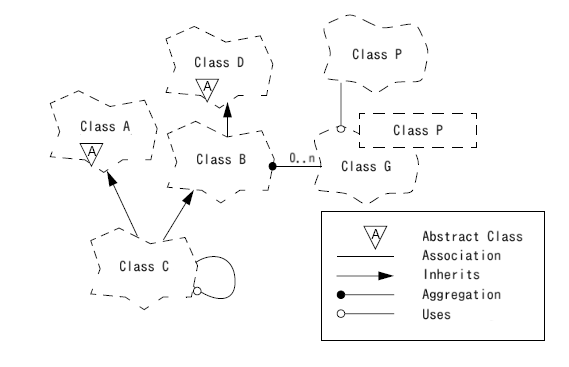 Class D
A
Class P
Class A
A
Class P
Class B
0..n
Class G
Class C
A
Abstract Class
Association
Inherits
Aggregation
Uses